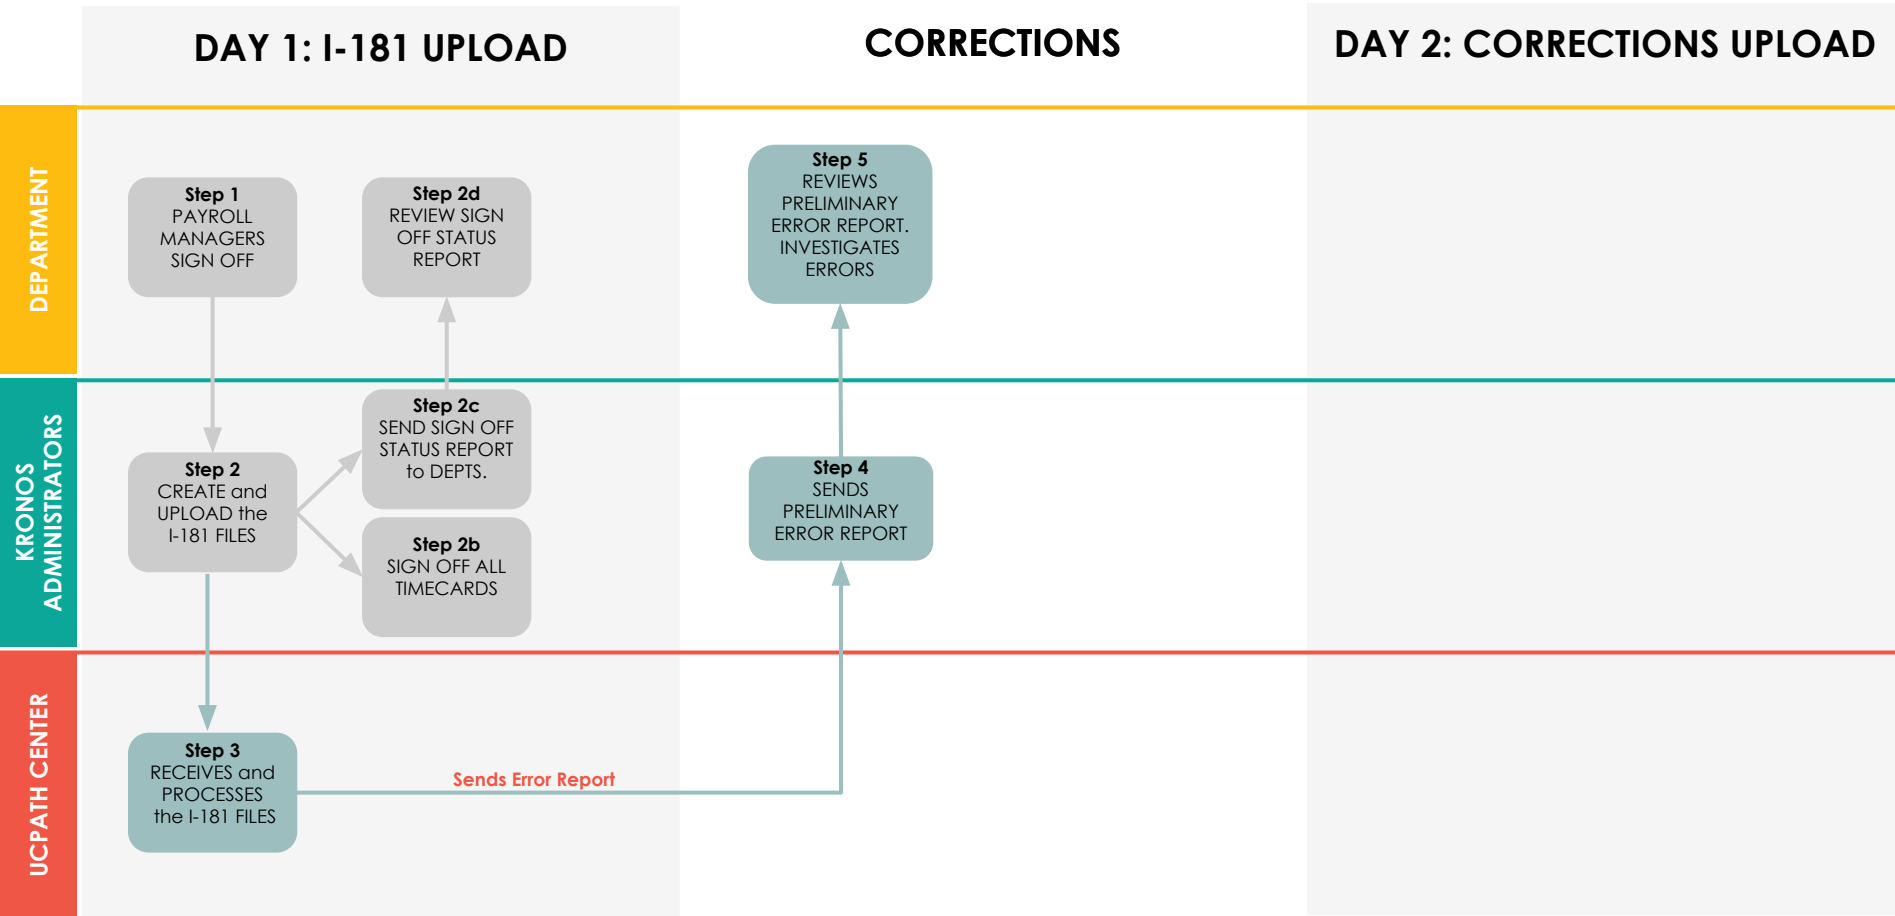 DAY 1: I-181 UPLOAD
CORRECTIONS
DAY 2: CORRECTIONS UPLOAD
DEPARTMENT
Step 1
PAYROLL
MANAGERS
SIGN OFF
Step 2d
REVIEW SIGN
OFF STATUS
REPORT
Step 5
REVIEWS
PRELIMINARY
ERROR REPORT.
INVESTIGATES
ERRORS
KRONOS
ADMINISTRATORS
Step 2
CREATE and
UPLOAD the
I-181 FILES
Step 2c
SEND SIGN OFF
STATUS REPORT
to DEPTS.
Step 2b
SIGN OFF ALL
TIMECARDS
Step 4
SENDS
PRELIMINARY
ERROR REPORT
UCPATH CENTER
Step 3
RECEIVES and
PROCESSES
the I-181 FILES
Sends Error Report